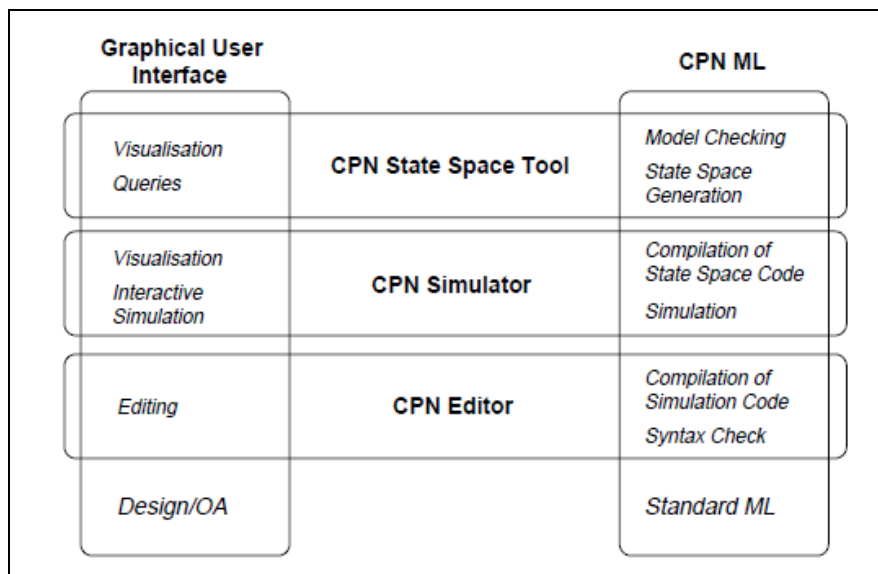 Graphical User
Interface
CPN ML
Visualisation
Queries
CPN State Space Tool
Model Checking
State Space
Generation
Visualisation
Interactive
Simulation
CPN Simulator
Compilation of
State Space Code
Simulation
Editing
CPN Editor
Compilation of
Simulation Code
Syntax Check
Design/OA
Standard ML